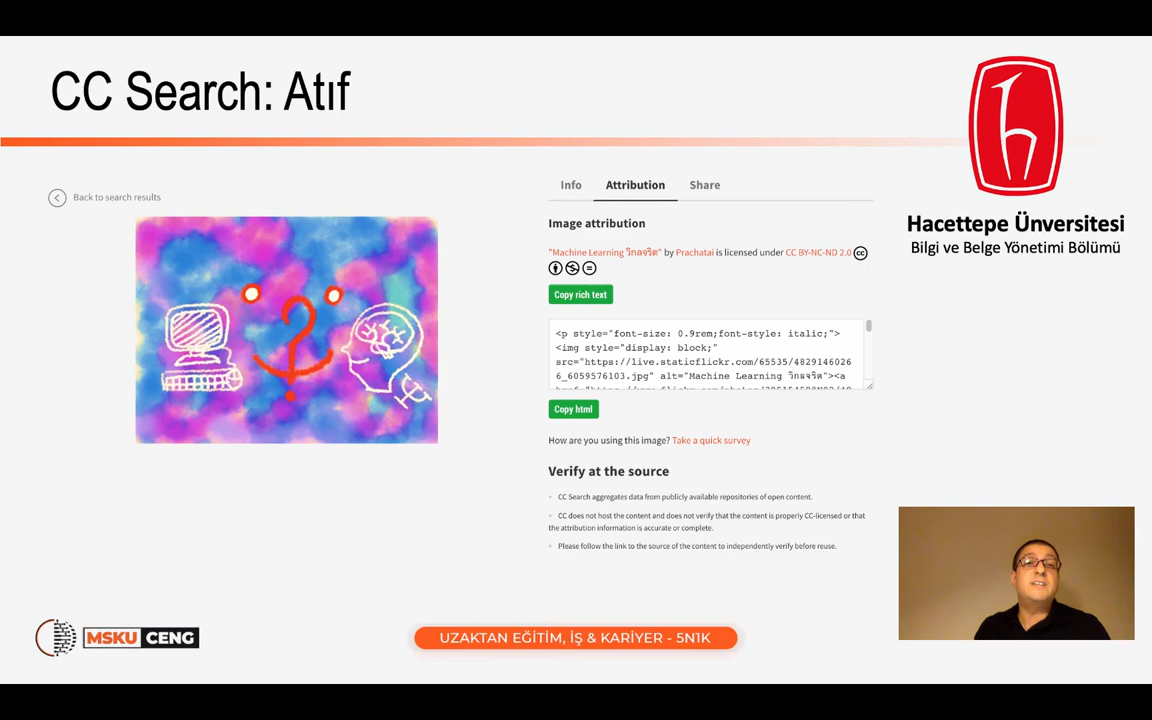 CC Search: Atıf
Hacettepe Ünversitesi
Bilgi ve Belge Yönetimi Bölümü
Back to search results
Info Attribution Share
Image attribution
"Machine Learning วิกลจริต" by Prachatai is licensed under CC BY-NC-ND 2.0
Copy rich text
<p style="font-size: 0.9rem;font-style: italic;">
<img style="display: block;"
src="https://live.staticflickr.com/65535/4829146026
6_6059576103.jpg" alt="Machine Learning วิกลจริต"><a
Copy html
How are you using this image? Take a quick survey
Verify at the source
CC Search aggregates data from publicly available repositories of open content.
CC does not host the content and does not verify that the content is properly CC-licensed or that
the attribution information is accurate or complete.
Please follow the link to the source of the content to independently verify before reuse.
MSKU CENG
UZAKTAN EĞİTİM, İŞ & KARİYER - 5N1K